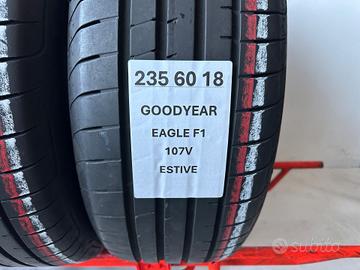 235 60 18
GOODYEAR
EAGLE F1
107V
ESTIVE
subito